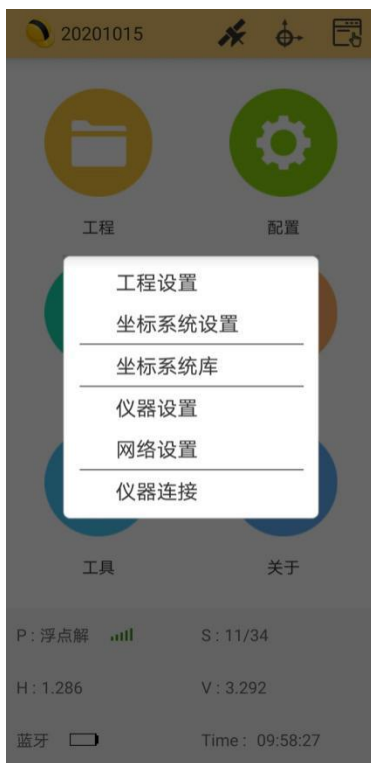 20201015
工程
配置
工程设置
坐标系统设置
坐标系统库
仪器设置
网络设置
仪器连接
工具
关于
P : 浮点解
S : 11/34
H : 1.286
V : 3.292
蓝牙
Time : 09:58:27